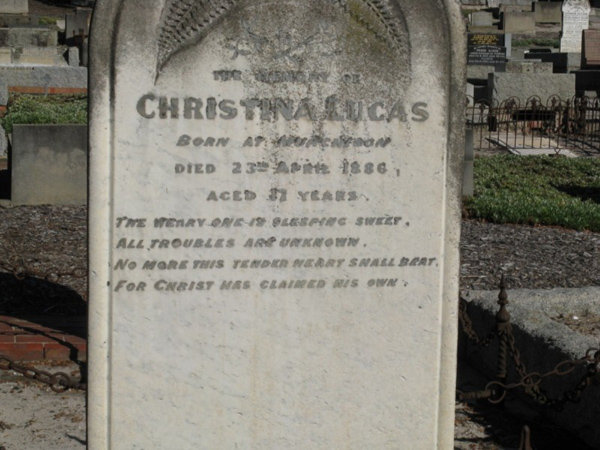 THE MEMORY OF
CHRISTINA LUCAS
BORN AT
DIED 23RD APRIL 1886,
AGED YEARS
THE WEARY ONE IS SLEEPING SWEET,
ALL TROUBLES ARE UNKNOWN,
NO MORE THIS TENDER HEART SHALL BEAT,
FOR CHRIST HAS CLAIMED HIS OWN.